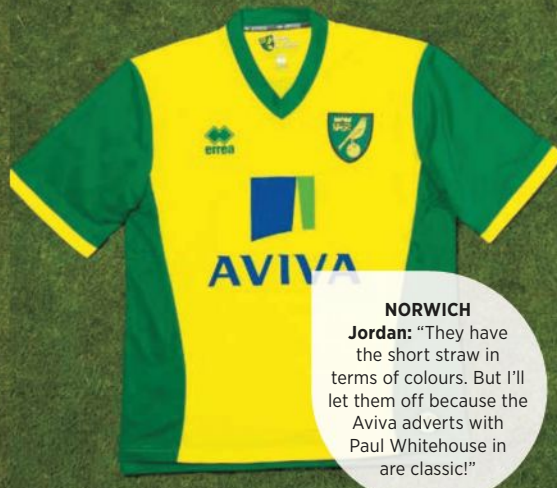 errea
AVIVA
NORWICH
Jordan: “They have
the short straw in
terms of colours. But I’ll
let them off because the
Aviva adverts with
Paul Whitehouse in
are classic!”